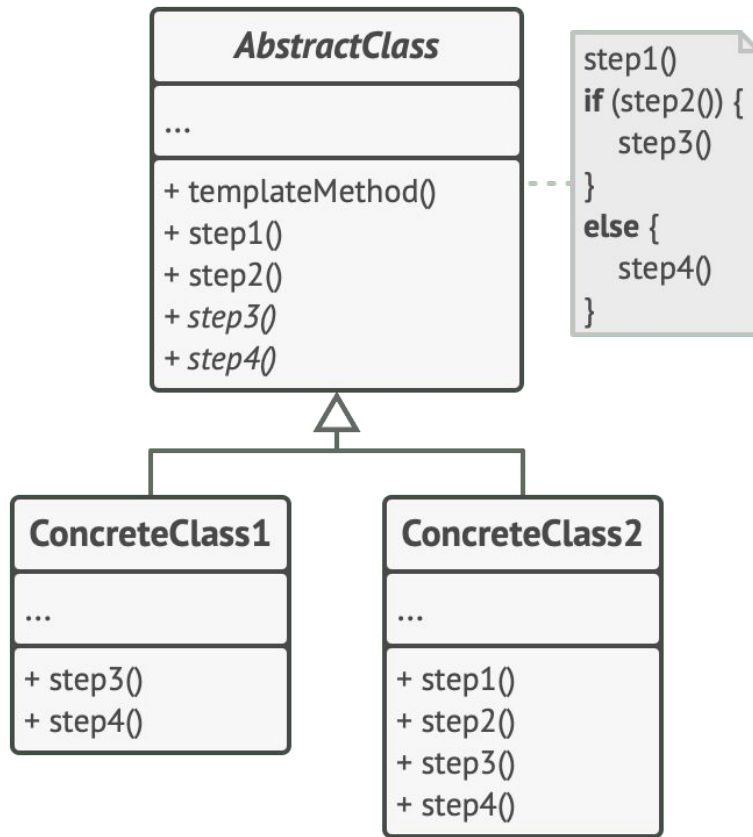 AbstractClass
...
+ templateMethod()
+ step1()
+ step2()
+ step3()
+ step4()
step1()
if (step2()) {
step3()
}
else {
step4()
}
ConcreteClass1
...
+ step3()
+ step4()
ConcreteClass2
...
+ step1()
+ step2()
+ step3()
+ step4()